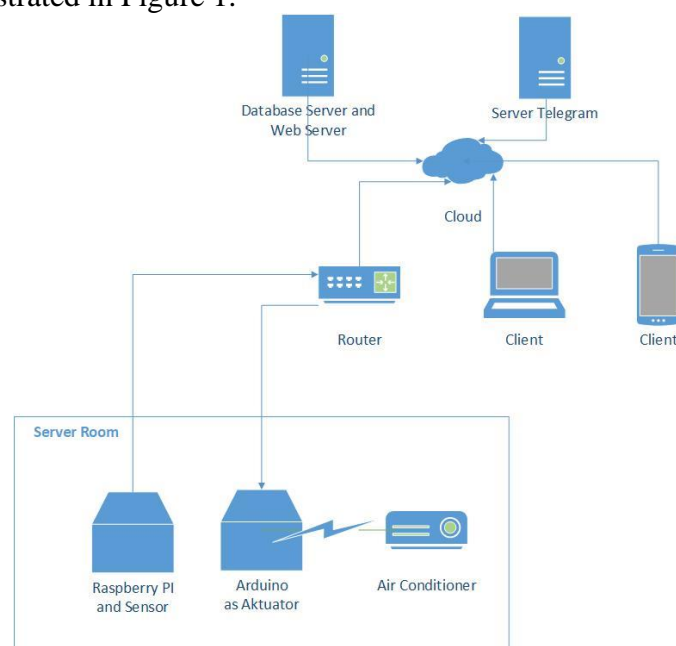 strated in Figure 1.
Database Server and
Web Server
Server Telegram
Cloud
Router
Client
Client
Server Room
Raspberry PI
and Sensor
Arduino
as Aktuator
Air Conditioner